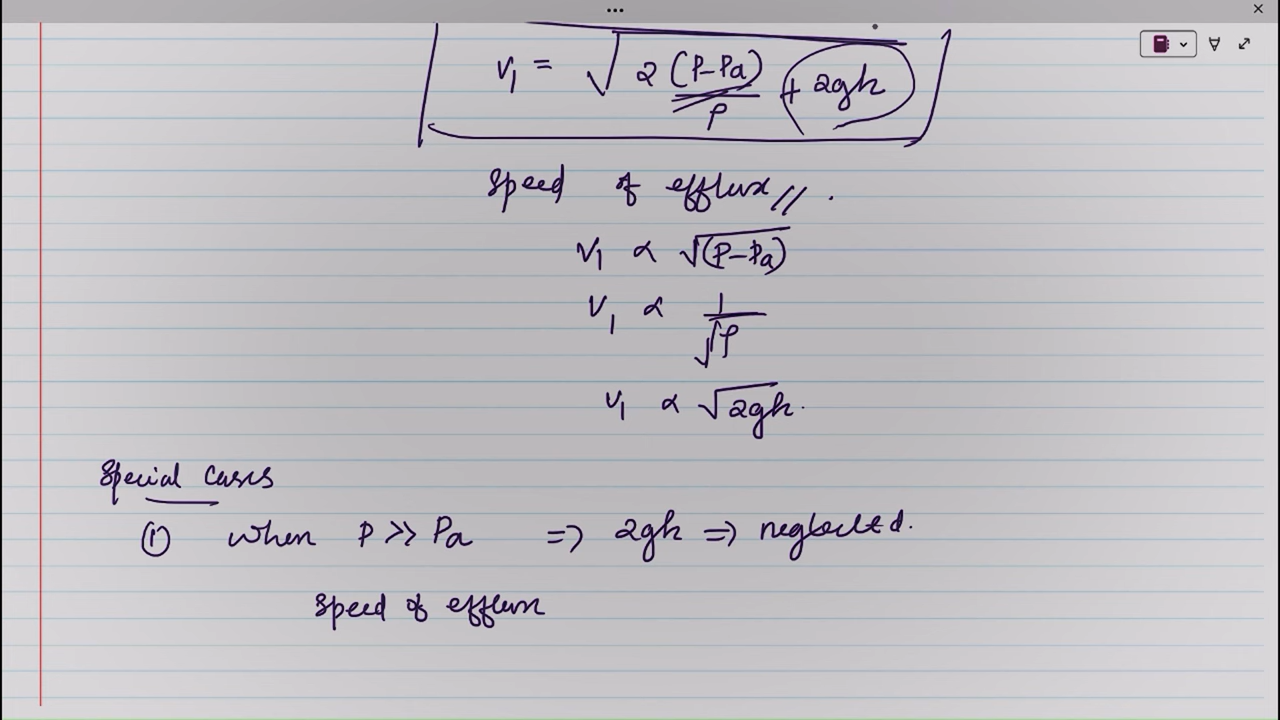 v₁ = √ 2 (P-Pa)/ρ + 2gh
Speed of efflux // .
v₁ ∝ √(P-Pa)
v₁ ∝ 1/√ρ
v₁ ∝ √2gh.
Special cases
① when P >> Pa => 2gh => neglected.
Speed of efflux